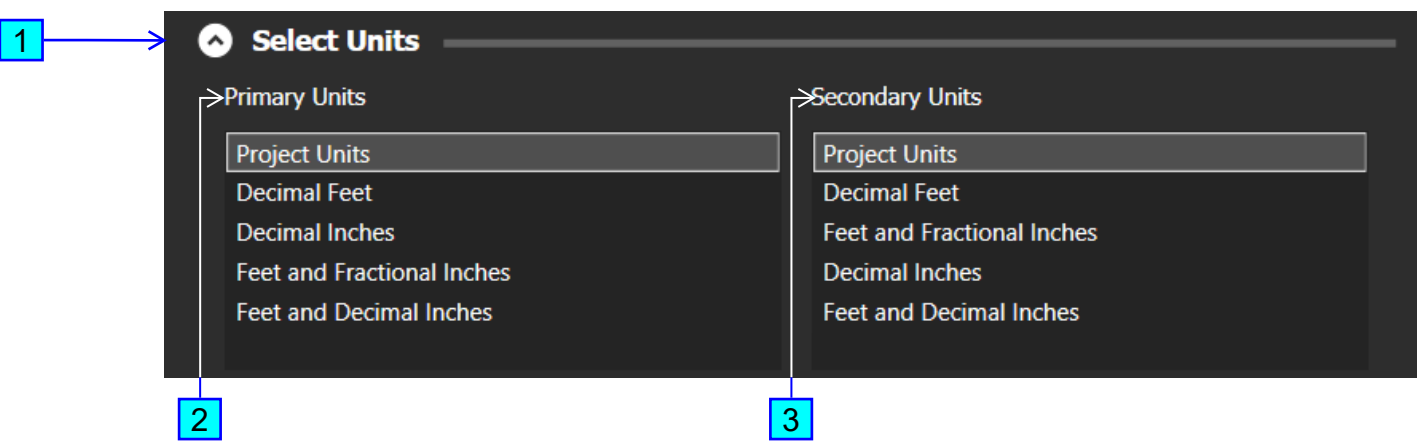 1
Select Units
Primary Units
Project Units
Decimal Feet
Decimal Inches
Feet and Fractional Inches
Feet and Decimal Inches
Secondary Units
Project Units
Decimal Feet
Feet and Fractional Inches
Decimal Inches
Feet and Decimal Inches
2
3